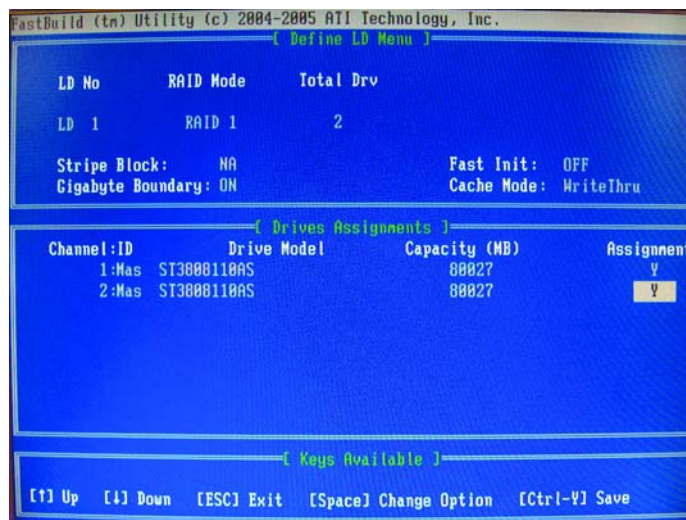 FastBuild (tm) Utility (c) 2004-2005 ATI Technology, Inc.
[ Define LD Menu ]
LD No RAID Mode Total Drv
LD 1 RAID 1 2
Stripe Block: NA Fast Init: OFF
Gigabyte Boundary: ON Cache Mode: WriteThru
[ Drives Assignments ]
Channel:ID Drive Model Capacity (MB) Assignment
1:Mas ST3808110AS 80027 Y
2:Mas ST3808110AS 80027 Y
[ Keys Available ]
[↑] Up [↓] Down [ESC] Exit [Space] Change Option [Ctrl-Y] Save